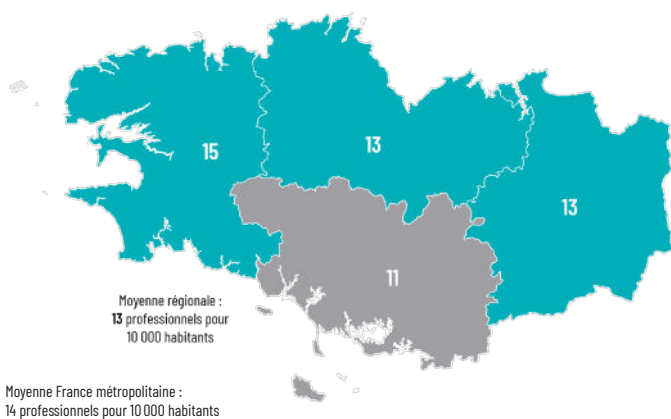 15
13
13
11
Moyenne régionale :
13 professionnels pour
10 000 habitants
Moyenne France métropolitaine :
14 professionnels pour 10 000 habitants